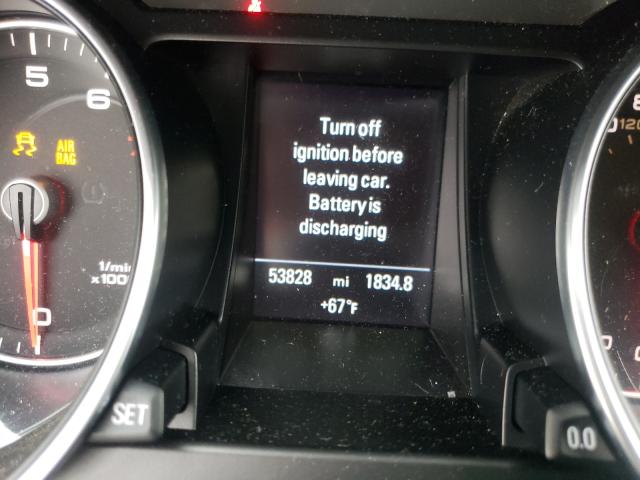 5
6
AIR
BAG
1/min
0
SET
Turn off
ignition before
leaving car.
Battery is
discharging
53828 mi 1834.8
+67°F
120
0.0